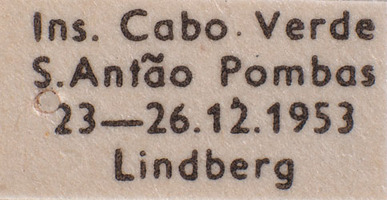 Ins. Cabo. Verde
S. Antão Pombas
23—26.12.1953
Lindberg